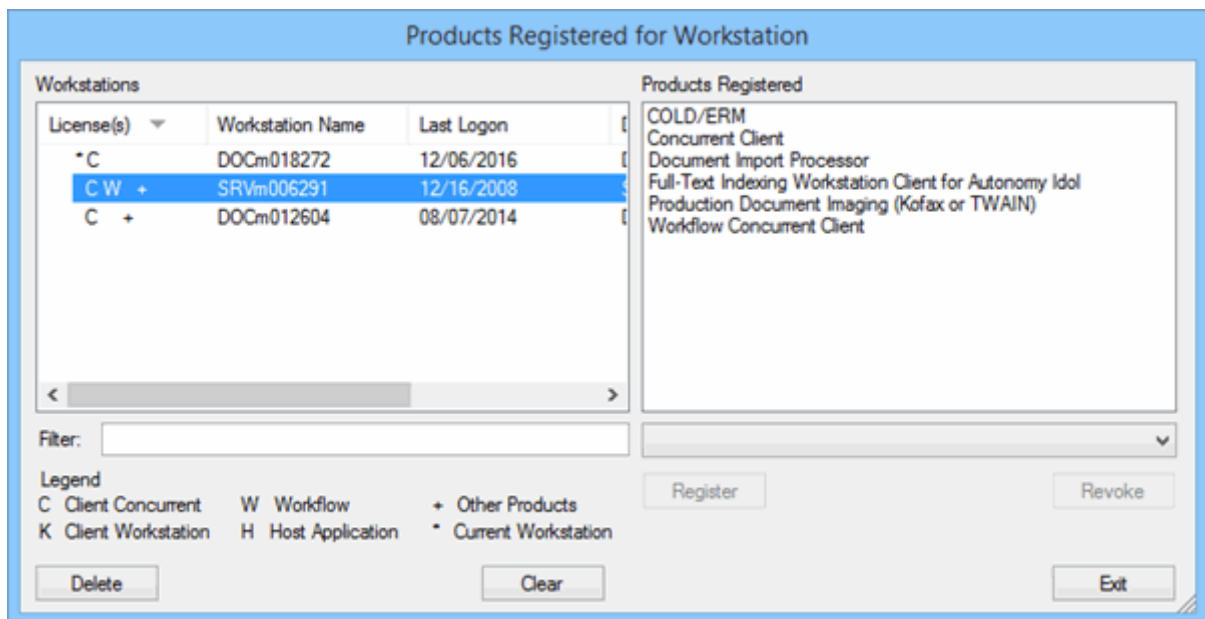 Products Registered for Workstation
Workstations
Products Registered
License(s) Workstation Name Last Logon
* C DOCm018272 12/06/2016
C W + SRVm006291 12/16/2008
C + DOCm012604 08/07/2014
COLD/ERM
Concurrent Client
Document Import Processor
Full-Text Indexing Workstation Client for Autonomy Idol
Production Document Imaging (Kofax or TWAIN)
Workflow Concurrent Client
Filter:
Legend
C Client Concurrent W Workflow + Other Products
K Client Workstation H Host Application * Current Workstation
Register Revoke
Delete Clear Exit